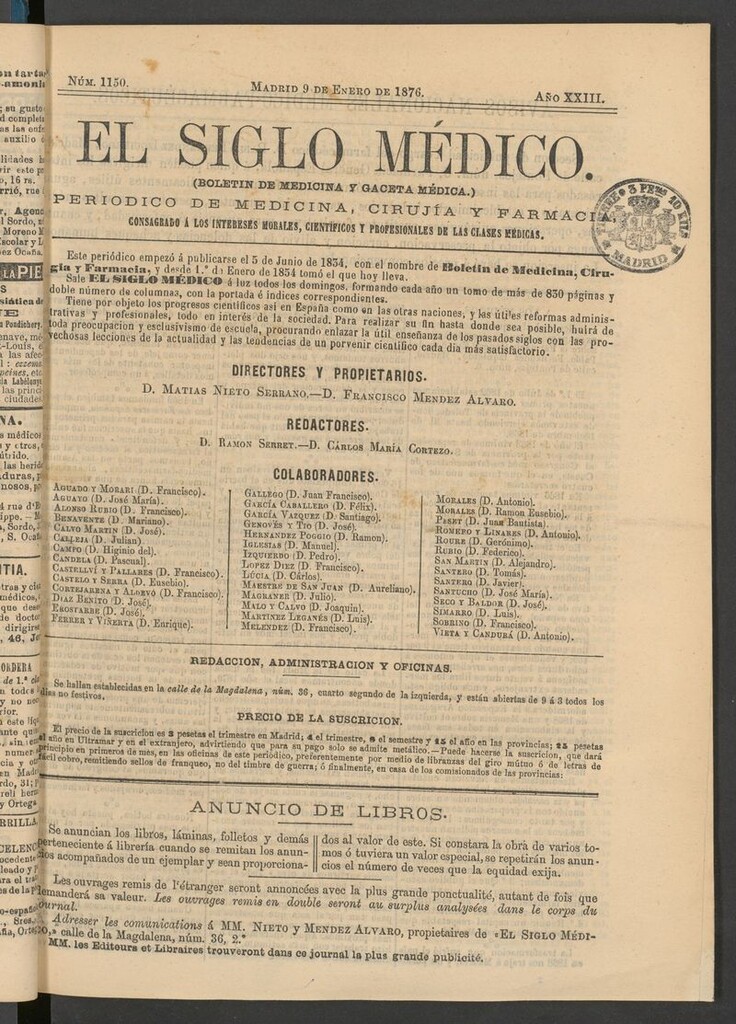 NÚM. 1150.
MADRID 9 DE ENERO DE 1876.
AÑO XXIII.
EL SIGLO MÉDICO.
(BOLETIN DE MEDICINA Y GACETA MÉDICA.)
PERIODICO DE MEDICINA, CIRUJÍA Y FARMACIA
CONSAGRADO Á LOS INTERESES MORALES, CIENTÍFICOS Y PROFESIONALES DE LAS CLASES MÉDICAS.
3 PETS 10 KILS
MADRID
Este periódico empezó á publicarse el 5 de Junio de 1834, con el nombre de Boletin de Medicina, Ciru-
gía y Farmacia, y desde 1.º de Enero de 1854 tomó el que hoy lleva.
Sale EL SIGLO MÉDICO á luz todos los domingos, formando cada año un tomo de más de 830 páginas y
doble número de columnas, con la portada é índices correspondientes.
Tiene por objeto los progresos científicos así en España como en las otras naciones, y las útiles reformas adminis-
trativas y profesionales, todo en interés de la sociedad. Para realizar su fin hasta donde sea posible, huirá de
toda preocupacion y esclusivismo de escuela, procurando enlazar la útil enseñanza de los pasados siglos con las pro-
vechosas lecciones de la actualidad y las tendencias de un porvenir científico cada dia más satisfactorio.
DIRECTORES Y PROPIETARIOS.
D. MATIAS NIETO SERRANO.—D. FRANCISCO MENDEZ ALVARO.
REDACTORES.
D. RAMON SERRET.—D. CÁRLOS MARÍA CORTEZO.
COLABORADORES.
AGUADO Y MORARI (D. Francisco).
AGUAYO (D. José María).
ALONSO RUBIO (D. Francisco).
BENAVENTE (D. Mariano).
CALVO MARTIN (D. José).
CALLEJA (D. Julian)
CAMPO (D. Higinio del).
CANDELA (D. Pascual).
CASTELLVÍ Y PALLARES (D. Francisco).
CASTELO Y SERRA (D. Eusebio).
CORTEJARENA Y ALDEVO (D. Francisco).
DIAZ BENITO (D. José).
EROSTARBE (D. José).
FERRER Y VIÑERTA (D. Enrique).
GALLEGO (D. Juan Francisco).
GARCÍA CABALLERO (D. Félix).
GARCÍA VAZQUEZ (D. Santiago).
GENOVÉS Y TIO (D. José).
HERNANDEZ POGGIO (D. Ramon).
IGLESIAS (D. Manuel).
IZQUIERDO (D. Pedro).
LOPEZ DIEZ (D. Francisco).
LÚCIA (D. Cárlos).
MAESTRE DE SAN JUAN (D. Aureliano).
MAGRANER (D. Julio).
MALO Y CALVO (D. Joaquin).
MARTINEZ LEGANÉS (D. Luis).
MELENDEZ (D. Francisco).
MORALES (D. Antonio).
MORALES (D. Ramon Eusebio).
PESET (D. Juan Bautista).
ROMERO Y LINARES (D. Antonio).
ROURE (D. Gerónimo).
RUBIO (D. Federico).
SAN MARTIN (D. Alejandro).
SANTERO (D. Tomás).
SANTERO (D. Javier).
SANTUCHO (D. José María).
SECO Y BALDOR (D. José).
SIMARRO (D. Luis).
SOBRINO (D. Francisco).
VIETA Y CANDURÁ (D. Antonio).
REDACCION, ADMINISTRACION Y OFICINAS.
Se hallan establecidas en la calle de la Magdalena, núm. 36, cuarto segundo de la izquierda, y están abiertas de 9 á 3 todos los
dias no festivos.
PRECIO DE LA SUSCRICION.
El precio de la suscricion es 3 pesetas el trimestre en Madrid; 4 el trimestre, 8 el semestre y 15 el año en las provincias; 25 pesetas
el año en Ultramar y en el extranjero, advirtiendo que para su pago solo se admite metálico.—Puede hacerse la suscricion, que dará
principio en primeros de mes, en las oficinas de este periódico, preferentemente por medio de libranzas del giro mútuo ó de letras de
fácil cobro, remitiendo sellos de franqueo, no del timbre de guerra; ó finalmente, en casa de los comisionados de las provincias:
ANUNCIO DE LIBROS.
Se anuncian los libros, láminas, folletos y demás
perteneciente á librería cuando se remitan los anun-
cios acompañados de un ejemplar y sean proporciona-
dos al valor de este. Si constara la obra de varios to-
mos ó tuviera un valor especial, se repetirán los anun-
cios el número de veces que la equidad exija.
Les ouvrages remis de l'étranger seront annoncées avec la plus grande ponctualité, autant de fois que
demanderá sa valeur. Les ouvrages remis en double seront au surplus analysées dans le corps du
journal.
Adresser les comunications á MM. NIETO y MENDEZ ALVARO, propietaires de «EL SIGLO MÉDI-
CO,» calle de la Magdalena, núm. 36, 2.º
MM. les Editeurs et Libraires trouveront dans ce journal la plus grande publicité.